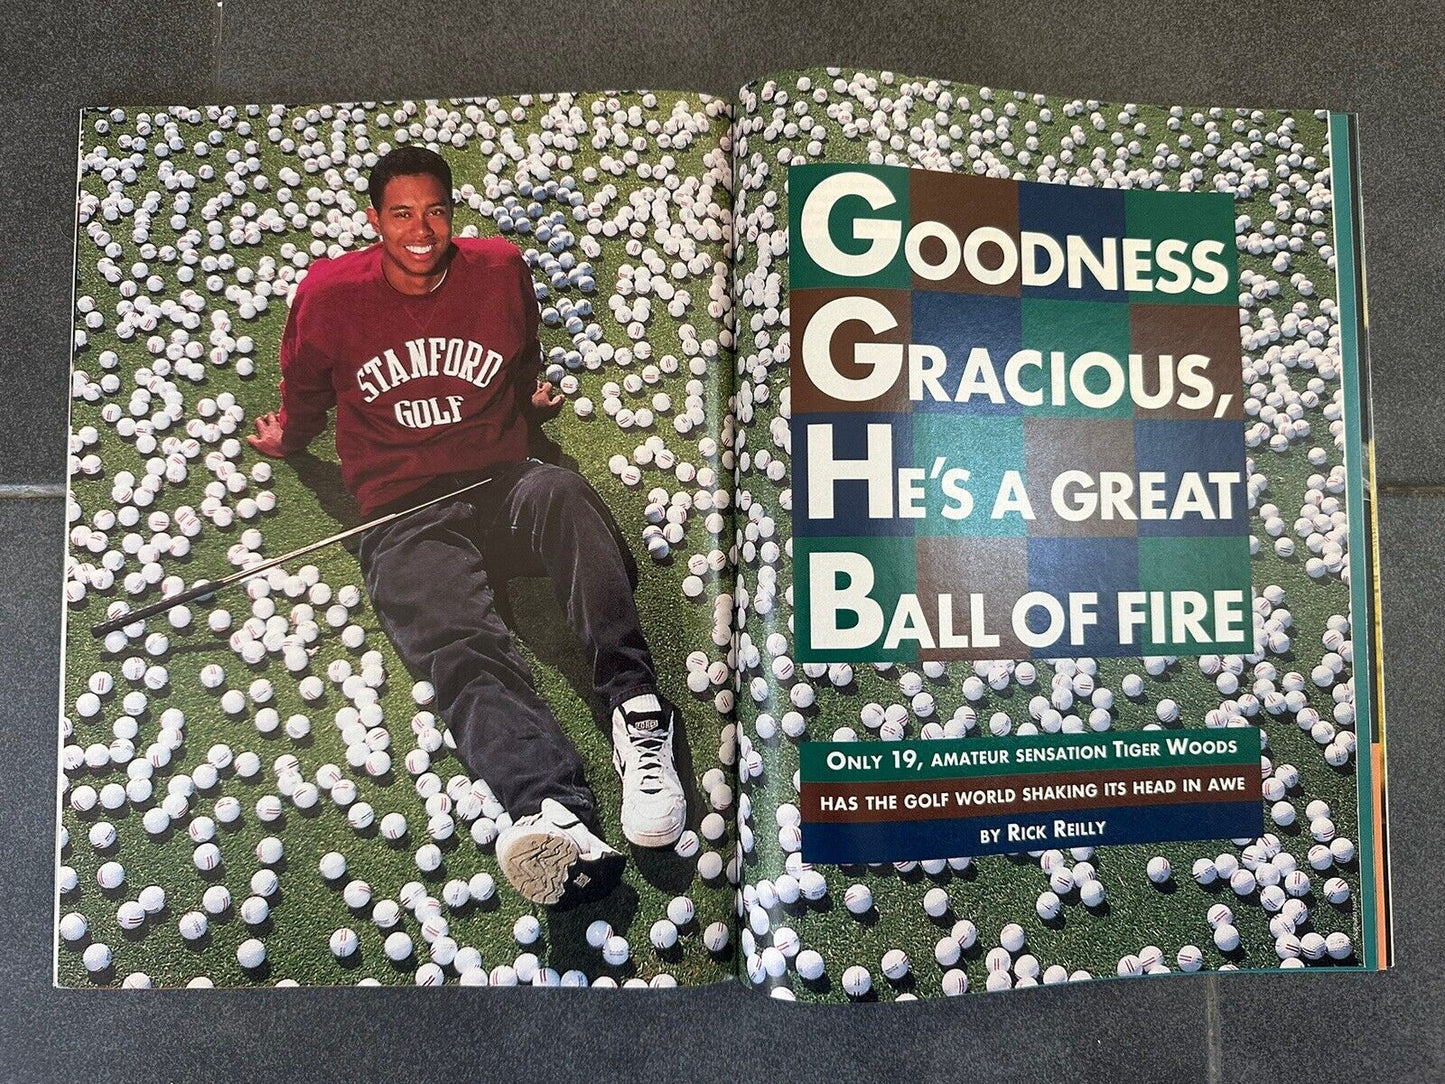 STANFORD
GOLF
GOODNESS
GRACIOUS,
HE'S A GREAT
BALL OF FIRE
ONLY 19, AMATEUR SENSATION TIGER WOODS
HAS THE GOLF WORLD SHAKING ITS HEAD IN AWE
BY RICK REILLY